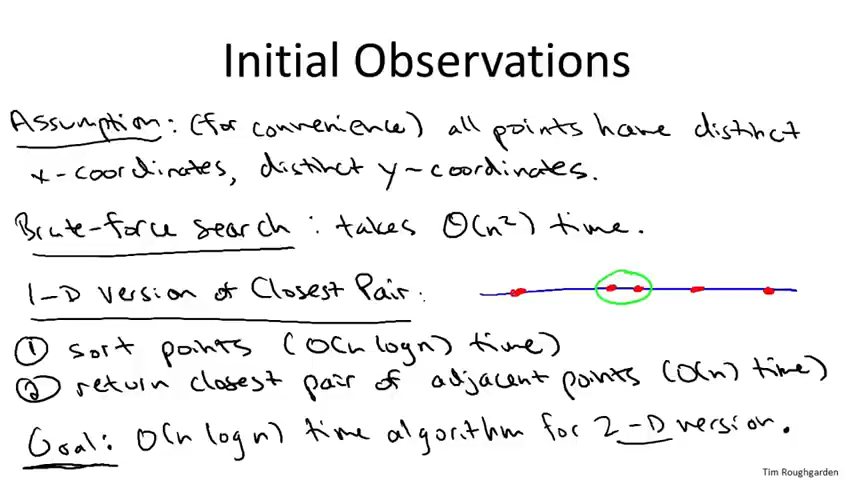 Initial Observations
Assumption: (for convenience) all points have distinct
x-coordinates, distinct y-coordinates.
Brute-force search: takes Θ(n²) time.
1-D Version of Closest Pair:
① sort points (O(n log n) time)
② return closest pair of adjacent points (O(n) time)
Goal: O(n log n) time algorithm for 2-D version.
Tim Roughgarden